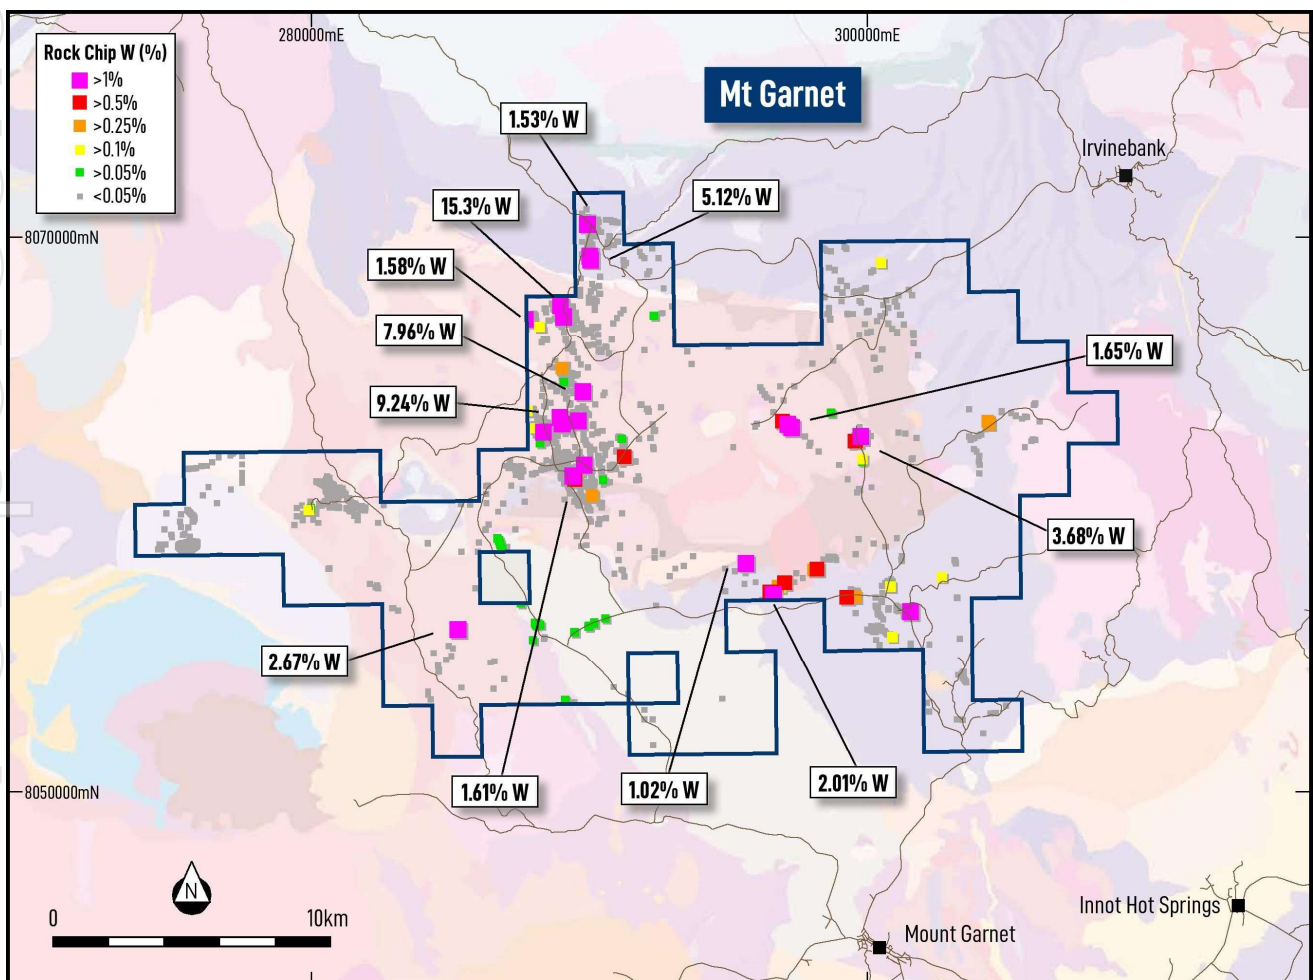 280000mE
300000mE
Rock Chip W (%)
>1%
>0.5%
>0.25%
>0.1%
>0.05%
<0.05%
Mt Garnet
1.53% W
Irvinebank
15.3% W
5.12% W
8070000mN
1.58% W
7.96% W
1.65% W
9.24% W
3.68% W
2.67% W
1.61% W
1.02% W
2.01% W
8050000mN
N
0
10km
Innot Hot Springs
Mount Garnet